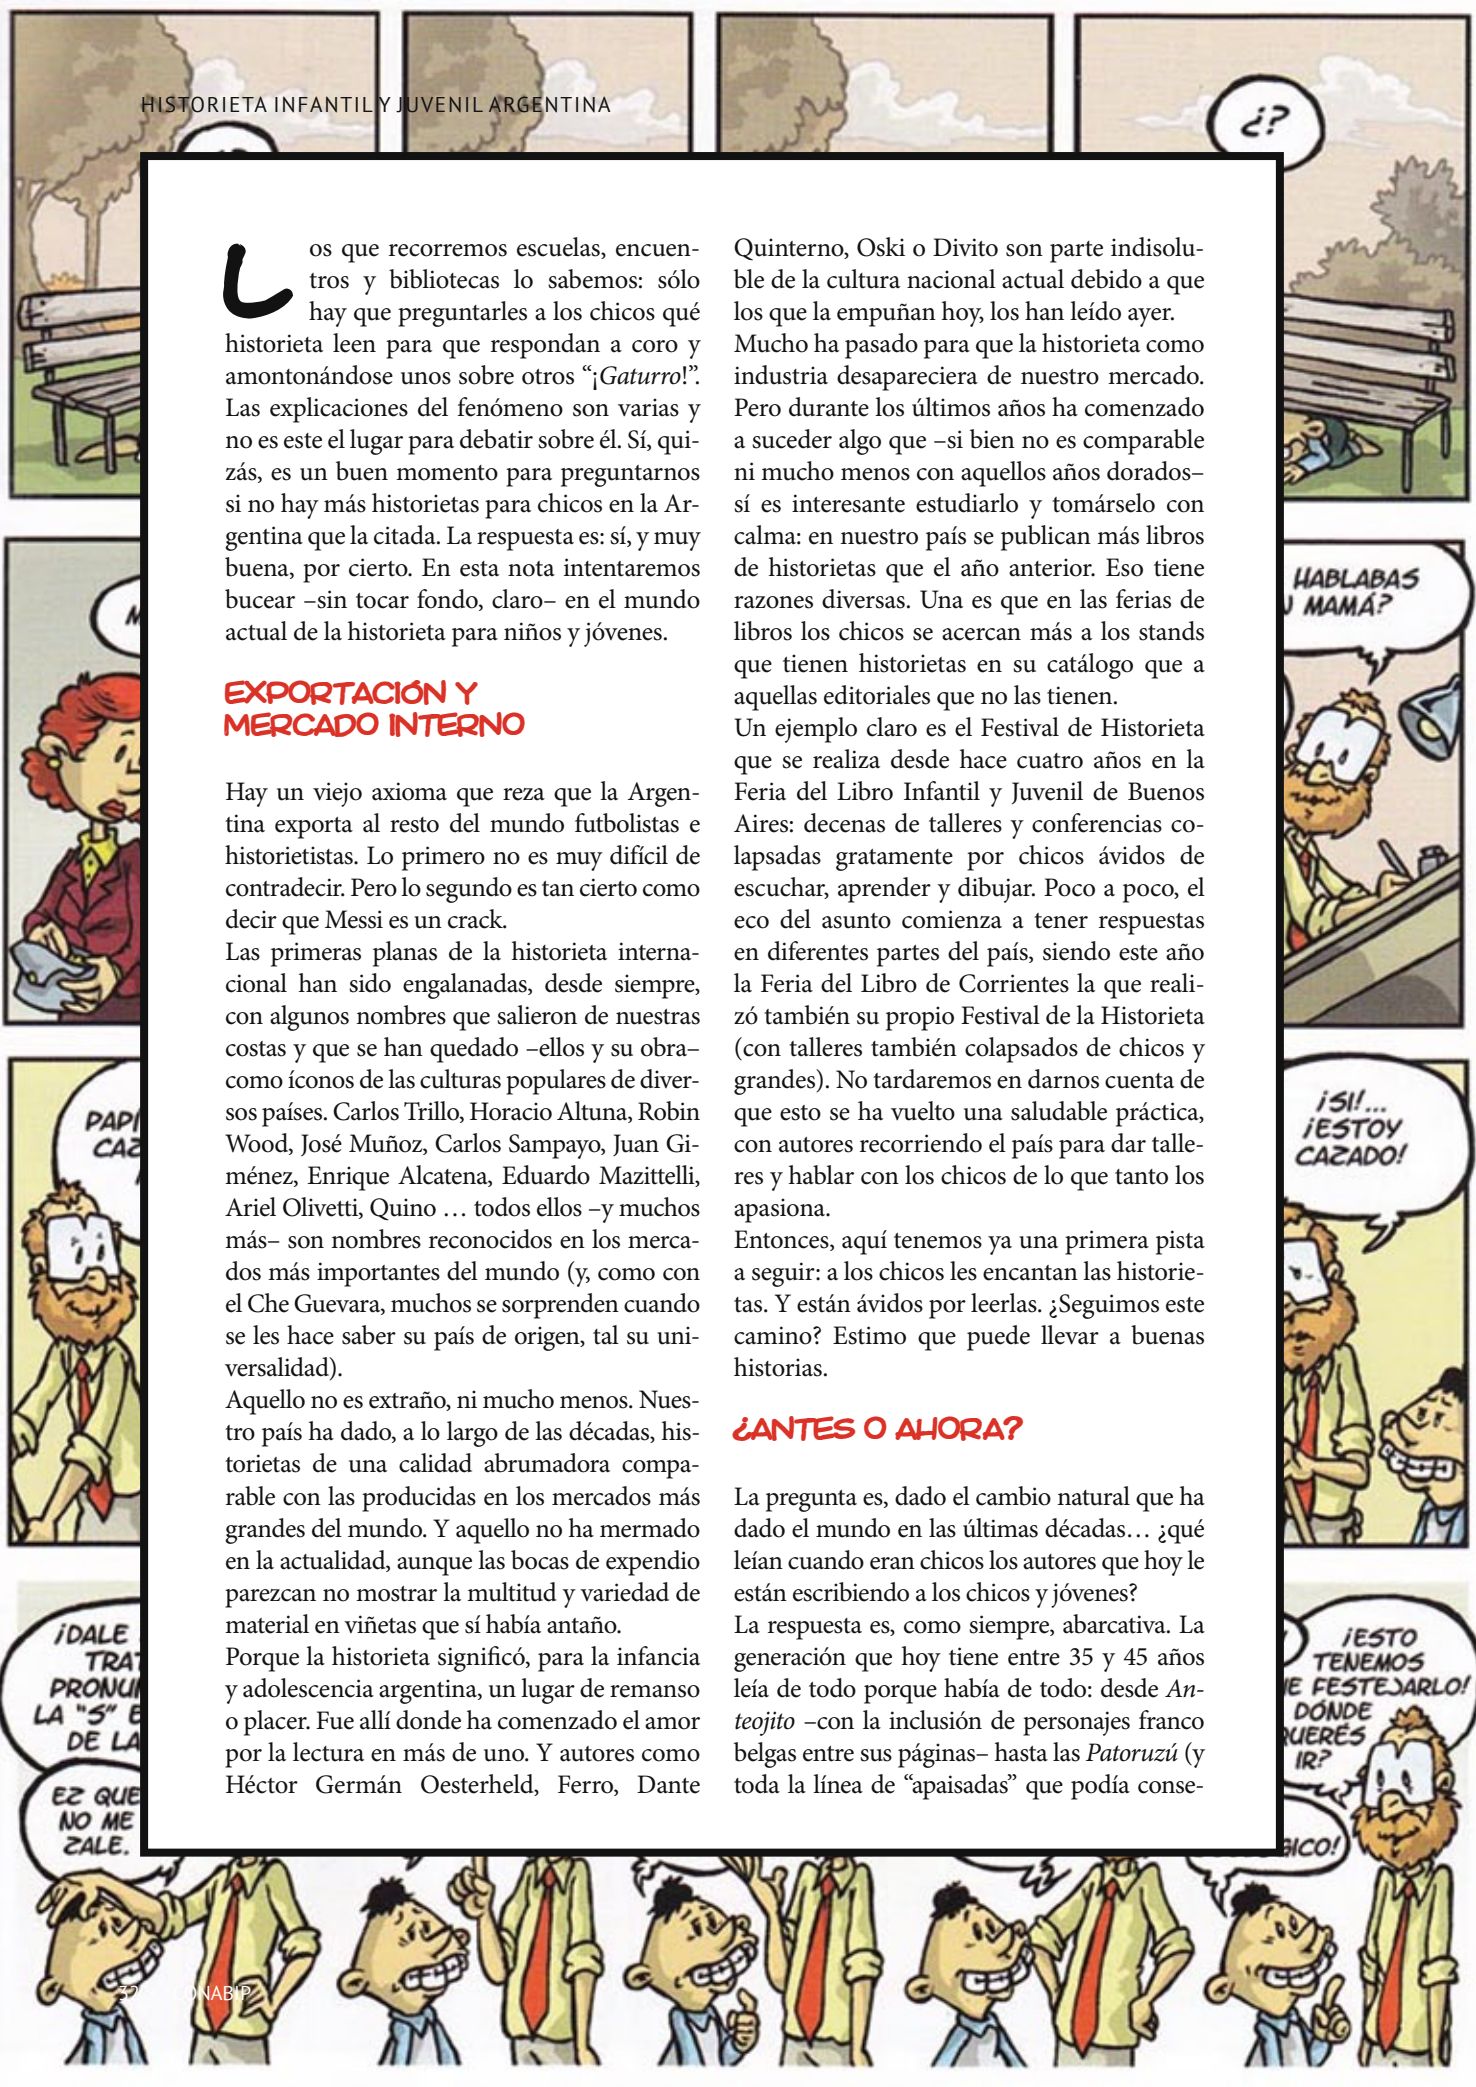 HISTORIETA INFANTIL Y JUVENIL ARGENTINA
¿?
Los que recorremos escuelas, encuen-
tros y bibliotecas lo sabemos: sólo
hay que preguntarles a los chicos qué
historieta leen para que respondan a coro y
amontonándose unos sobre otros “¡Gaturro!”.
Las explicaciones del fenómeno son varias y
no es este el lugar para debatir sobre él. Sí, qui-
zás, es un buen momento para preguntarnos
si no hay más historietas para chicos en la Ar-
gentina que la citada. La respuesta es: sí, y muy
buena, por cierto. En esta nota intentaremos
bucear –sin tocar fondo, claro– en el mundo
actual de la historieta para niños y jóvenes.
EXPORTACIÓN Y
MERCADO INTERNO
Hay un viejo axioma que reza que la Argen-
tina exporta al resto del mundo futbolistas e
historietistas. Lo primero no es muy difícil de
contradecir. Pero lo segundo es tan cierto como
decir que Messi es un crack.
Las primeras planas de la historieta interna-
cional han sido engalanadas, desde siempre,
con algunos nombres que salieron de nuestras
costas y que se han quedado –ellos y su obra–
como íconos de las culturas populares de diver-
sos países. Carlos Trillo, Horacio Altuna, Robin
Wood, José Muñoz, Carlos Sampayo, Juan Gi-
ménez, Enrique Alcatena, Eduardo Mazittelli,
Ariel Olivetti, Quino … todos ellos –y muchos
más– son nombres reconocidos en los merca-
dos más importantes del mundo (y, como con
el Che Guevara, muchos se sorprenden cuando
se les hace saber su país de origen, tal su uni-
versalidad).
Aquello no es extraño, ni mucho menos. Nues-
tro país ha dado, a lo largo de las décadas, his-
torietas de una calidad abrumadora compa-
rable con las producidas en los mercados más
grandes del mundo. Y aquello no ha mermado
en la actualidad, aunque las bocas de expendio
parezcan no mostrar la multitud y variedad de
material en viñetas que sí había antaño.
Porque la historieta significó, para la infancia
y adolescencia argentina, un lugar de remanso
o placer. Fue allí donde ha comenzado el amor
por la lectura en más de uno. Y autores como
Héctor Germán Oesterheld, Ferro, Dante
Quinterno, Oski o Divito son parte indisolu-
ble de la cultura nacional actual debido a que
los que la empuñan hoy, los han leído ayer.
Mucho ha pasado para que la historieta como
industria desapareciera de nuestro mercado.
Pero durante los últimos años ha comenzado
a suceder algo que –si bien no es comparable
ni mucho menos con aquellos años dorados–
sí es interesante estudiarlo y tomárselo con
calma: en nuestro país se publican más libros
de historietas que el año anterior. Eso tiene
razones diversas. Una es que en las ferias de
libros los chicos se acercan más a los stands
que tienen historietas en su catálogo que a
aquellas editoriales que no las tienen.
Un ejemplo claro es el Festival de Historieta
que se realiza desde hace cuatro años en la
Feria del Libro Infantil y Juvenil de Buenos
Aires: decenas de talleres y conferencias co-
lapsadas gratamente por chicos ávidos de
escuchar, aprender y dibujar. Poco a poco, el
eco del asunto comienza a tener respuestas
en diferentes partes del país, siendo este año
la Feria del Libro de Corrientes la que reali-
zó también su propio Festival de la Historieta
(con talleres también colapsados de chicos y
grandes). No tardaremos en darnos cuenta de
que esto se ha vuelto una saludable práctica,
con autores recorriendo el país para dar talle-
res y hablar con los chicos de lo que tanto los
apasiona.
Entonces, aquí tenemos ya una primera pista
a seguir: a los chicos les encantan las historie-
tas. Y están ávidos por leerlas. ¿Seguimos este
camino? Estimo que puede llevar a buenas
historias.
¿ANTES O AHORA?
La pregunta es, dado el cambio natural que ha
dado el mundo en las últimas décadas… ¿qué
leían cuando eran chicos los autores que hoy le
están escribiendo a los chicos y jóvenes?
La respuesta es, como siempre, abarcativa. La
generación que hoy tiene entre 35 y 45 años
leía de todo porque había de todo: desde An-
teojito –con la inclusión de personajes franco
belgas entre sus páginas– hasta las Patoruzú (y
toda la línea de “apaisadas” que podía conse-
HABLABAS
MAMÁ?
PAPI
CAZ
¡SI!...
¡ESTOY
CAZADO!
¡DALE
TRAT
PRONUN
LA "S" E
DE LA
EZ QUE
NO ME
ZALE.
¡ESTO
TENEMOS
E FESTEJARLO!
DÓNDE
QUERÉS
IR?
GICO!
32
CONABIP